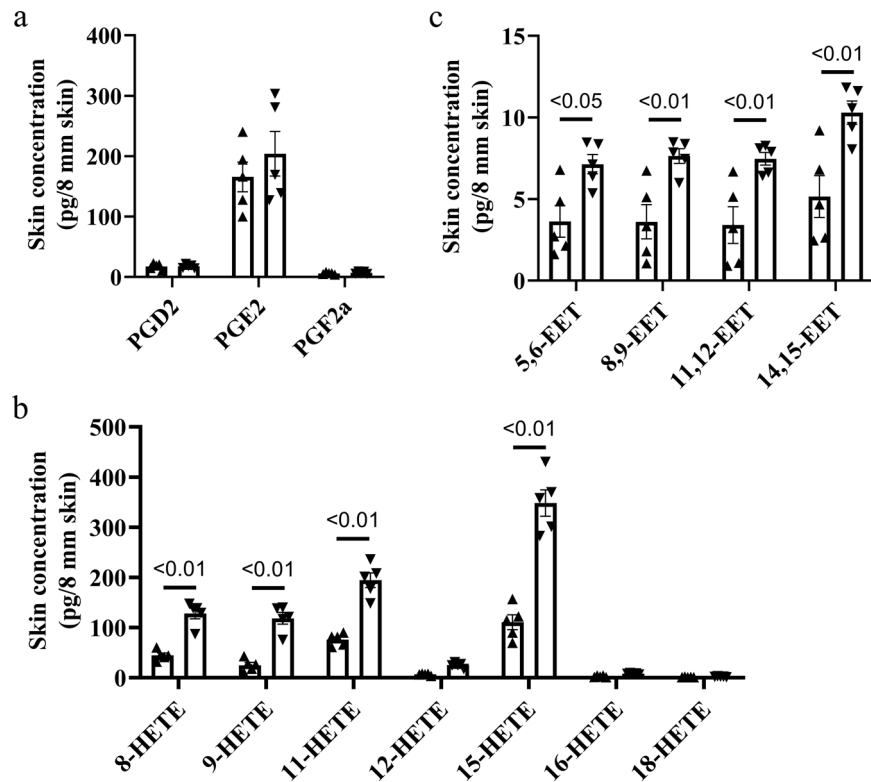 a
Skin concentration
(pg/8 mm skin)
400
300
200
100
0
PGD2
PGE2
PGF2a
c
Skin concentration
(pg/8 mm skin)
15
10
5
0
<0.05
<0.01
<0.01
<0.01
5,6-EET
8,9-EET
11,12-EET
14,15-EET
b
Skin concentration
(pg/8 mm skin)
500
400
300
200
100
0
<0.01
<0.01
<0.01
<0.01
8-HETE
9-HETE
11-HETE
12-HETE
15-HETE
16-HETE
18-HETE